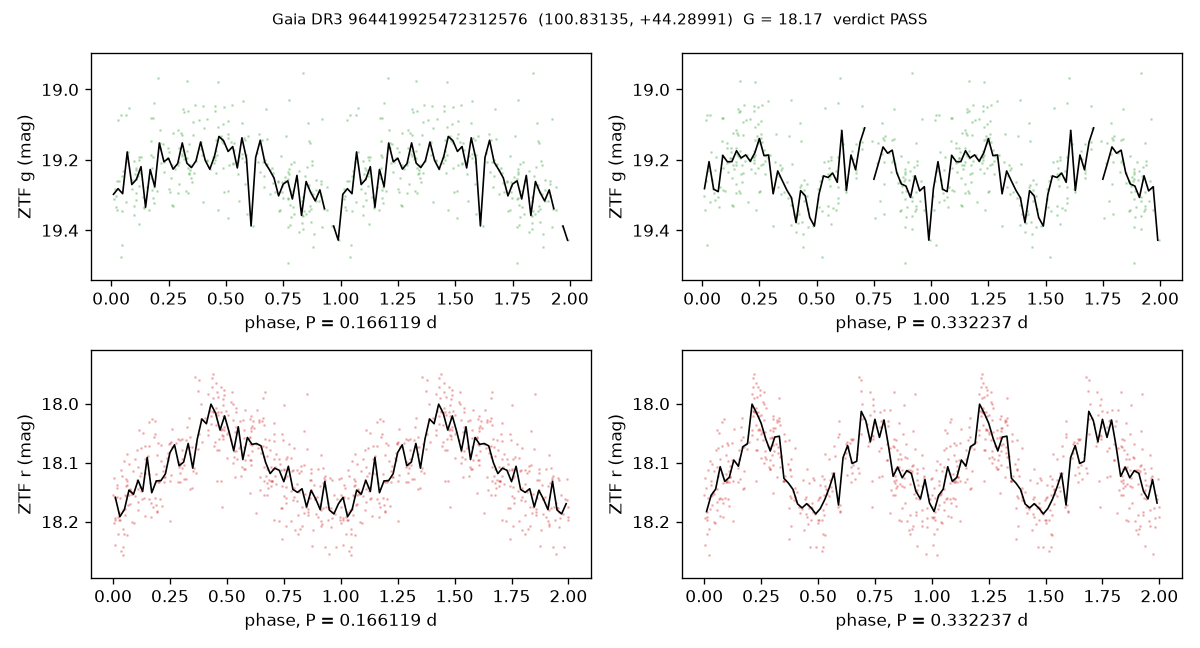 Gaia DR3 964419925472312576 (100.83135, +44.28991) G = 18.17 verdict PASS
ZTF g (mag)
19.0
19.2
19.4
0.00 0.25 0.50 0.75 1.00 1.25 1.50 1.75 2.00
phase, P = 0.166119 d
ZTF g (mag)
19.0
19.2
19.4
0.00 0.25 0.50 0.75 1.00 1.25 1.50 1.75 2.00
phase, P = 0.332237 d
ZTF r (mag)
18.0
18.1
18.2
0.00 0.25 0.50 0.75 1.00 1.25 1.50 1.75 2.00
phase, P = 0.166119 d
ZTF r (mag)
18.0
18.1
18.2
0.00 0.25 0.50 0.75 1.00 1.25 1.50 1.75 2.00
phase, P = 0.332237 d